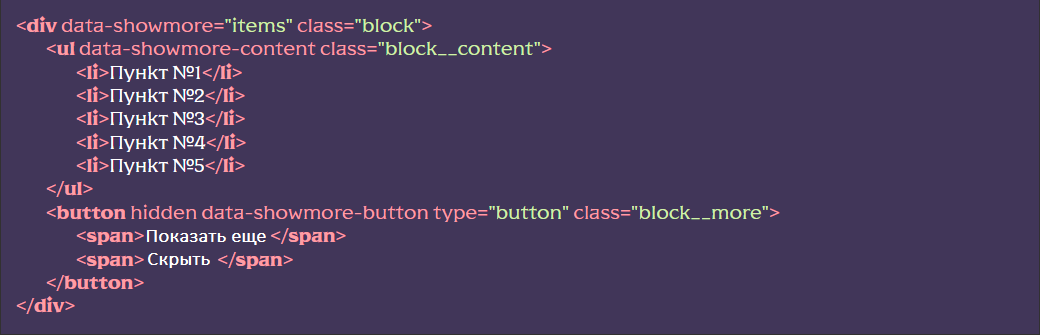 <div data-showmore="items" class="block">
<ul data-showmore-content class="block__content">
<li>Пункт №1</li>
<li>Пункт №2</li>
<li>Пункт №3</li>
<li>Пункт №4</li>
<li>Пункт №5</li>
</ul>
<button hidden data-showmore-button type="button" class="block__more">
<span>Показать еще </span>
<span>Скрыть </span>
</button>
</div>